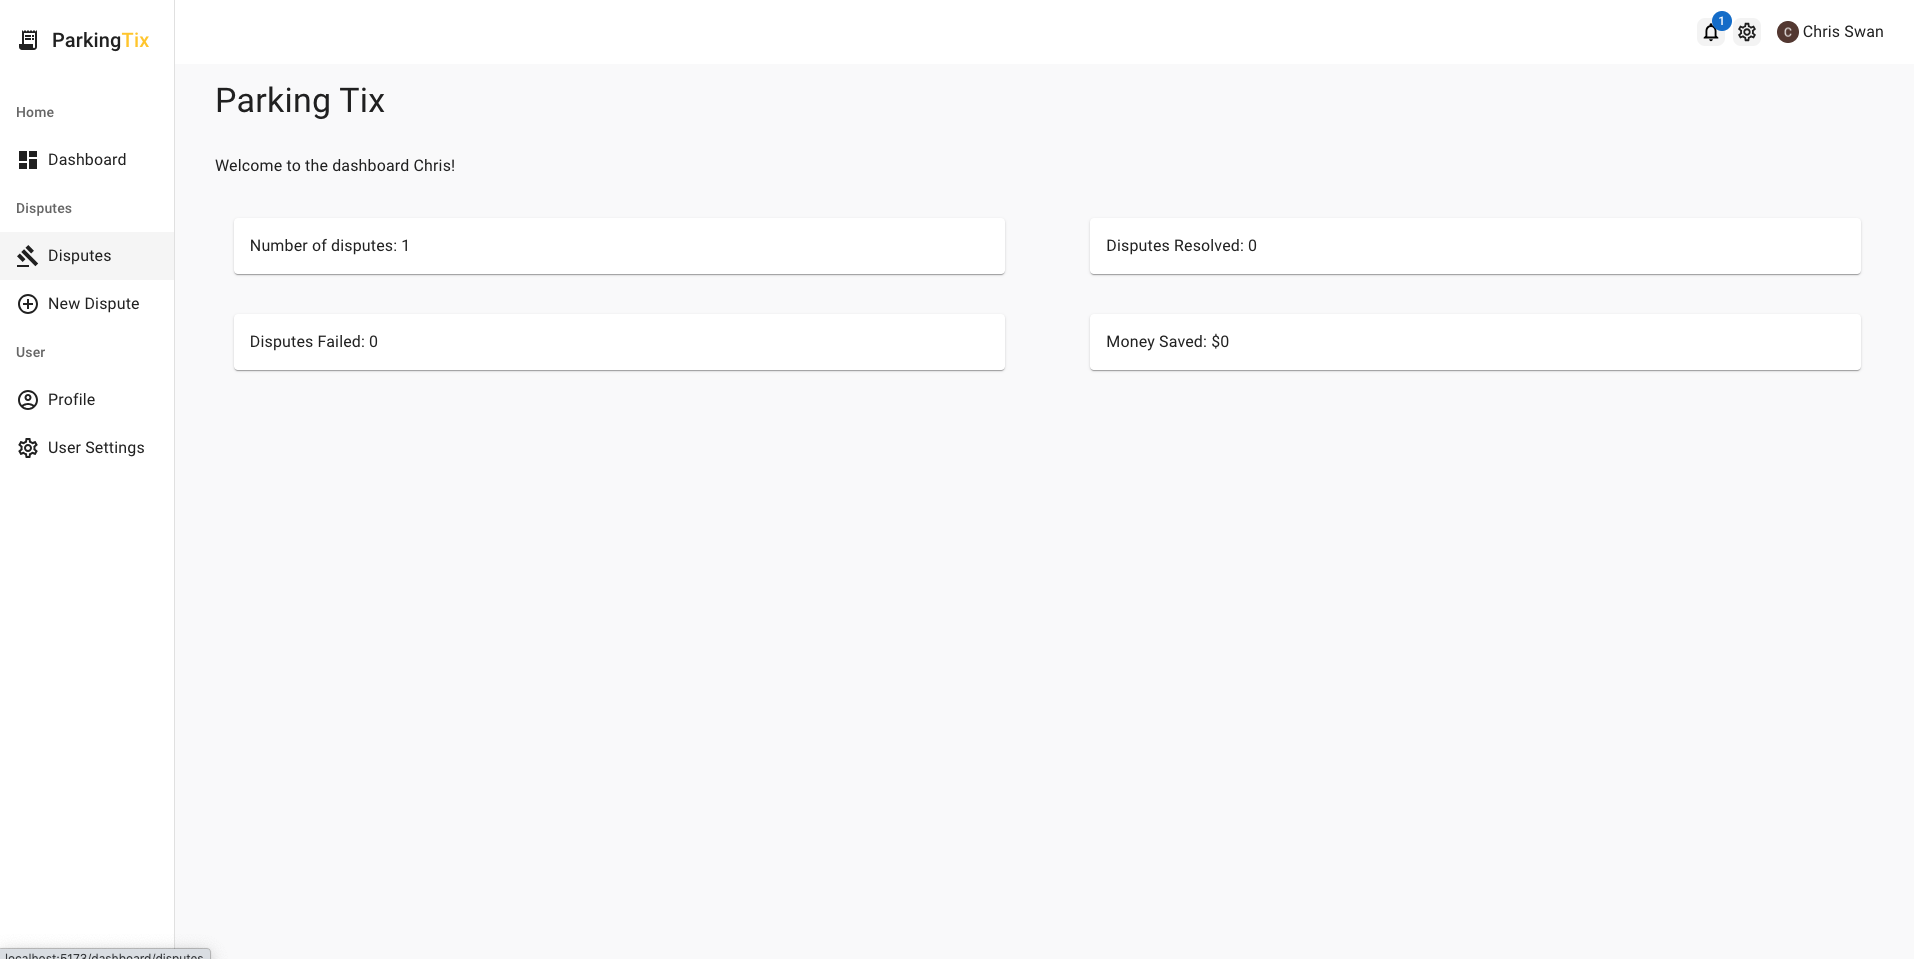 ParkingTix
1
C Chris Swan
Home
Dashboard
Disputes
Disputes
New Dispute
User
Profile
User Settings
Parking Tix
Welcome to the dashboard Chris!
Number of disputes: 1
Disputes Resolved: 0
Disputes Failed: 0
Money Saved: $0
localhost:5173/dashboard/disputes